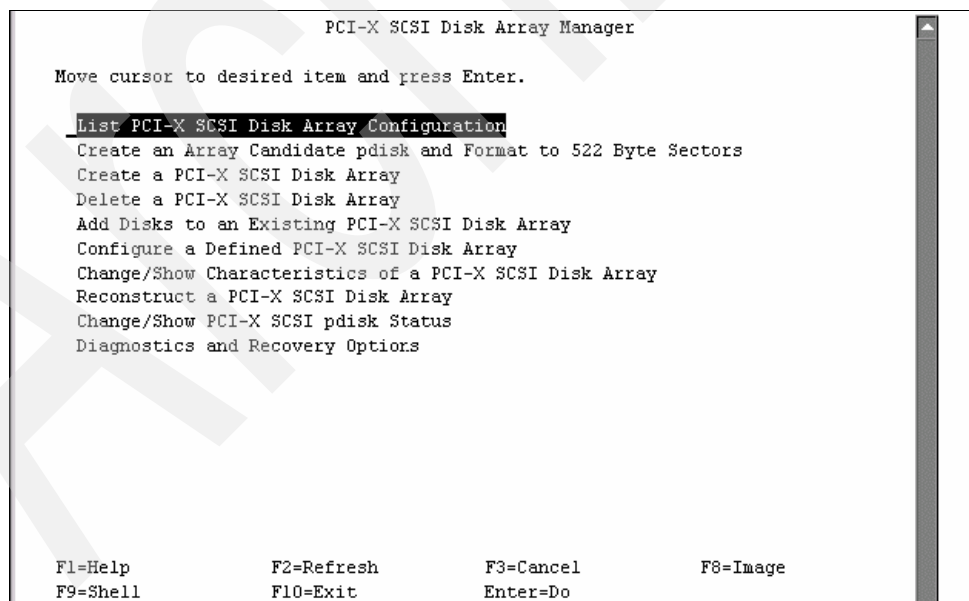 PCI-X SCSI Disk Array Manager
Move cursor to desired item and press Enter.
List PCI-X SCSI Disk Array Configuration
Create an Array Candidate pdisk and Format to 522 Byte Sectors
Create a PCI-X SCSI Disk Array
Delete a PCI-X SCSI Disk Array
Add Disks to an Existing PCI-X SCSI Disk Array
Configure a Defined PCI-X SCSI Disk Array
Change/Show Characteristics of a PCI-X SCSI Disk Array
Reconstruct a PCI-X SCSI Disk Array
Change/Show PCI-X SCSI pdisk Status
Diagnostics and Recovery Options
F1=Help F2=Refresh F3=Cancel F8=Image
F9=Shell F10=Exit Enter=Do